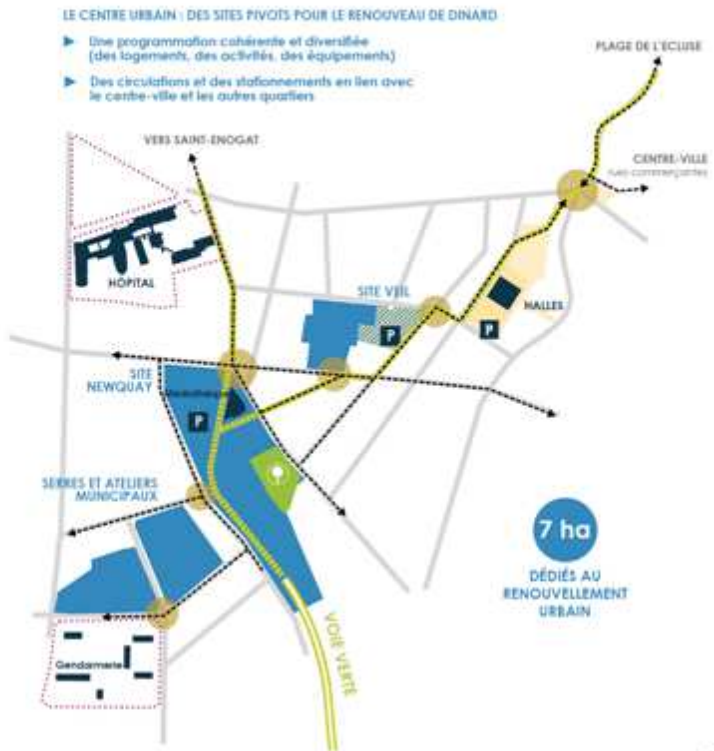 LE CENTRE URBAIN : DES SITES PIVOTS POUR LE RENOUVEAU DE DINARD
Une programmation cohérente et diversifiée
(des logements, des activités, des équipements)
Des circulations et des stationnements en lien avec
le centre-ville et les autres quartiers
PLAGE DE L'ECLUSE
VERS SAINT-ENOGAT
CENTRE-VILLE
rues commerçantes
HOPITAL
SITE VEIL
P
HALLES
P
SITE
NEWQUAY
Médiathèque
P
SERRES ET ATELIERS
MUNICIPAUX
7 ha
DÉDIÉS AU
RENOUVELLEMENT
URBAIN
VOIE VERTE
Gendarmerie